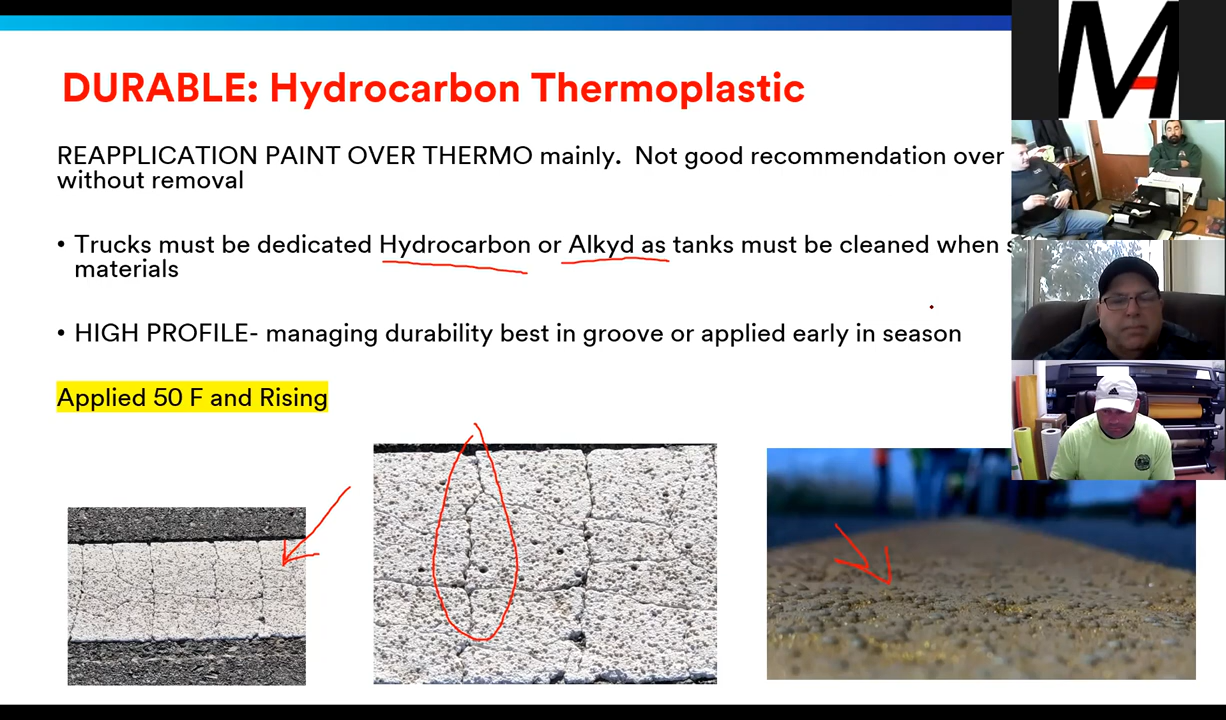 DURABLE: Hydrocarbon Thermoplastic
REAPPLICATION PAINT OVER THERMO mainly. Not good recommendation over
without removal
• Trucks must be dedicated Hydrocarbon or Alkyd as tanks must be cleaned when
materials
• HIGH PROFILE- managing durability best in groove or applied early in season
Applied 50 F and Rising
M